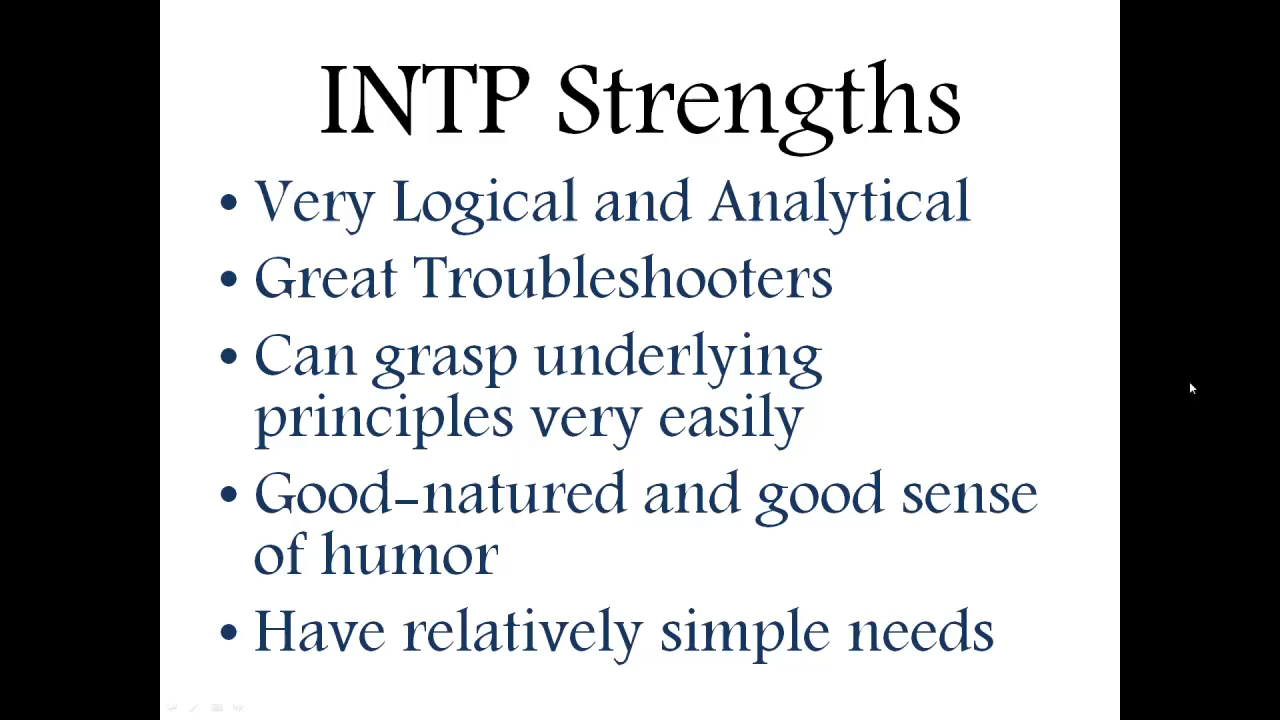 INTP Strengths
• Very Logical and Analytical
• Great Troubleshooters
• Can grasp underlying
principles very easily
• Good-natured and good sense
of humor
• Have relatively simple needs